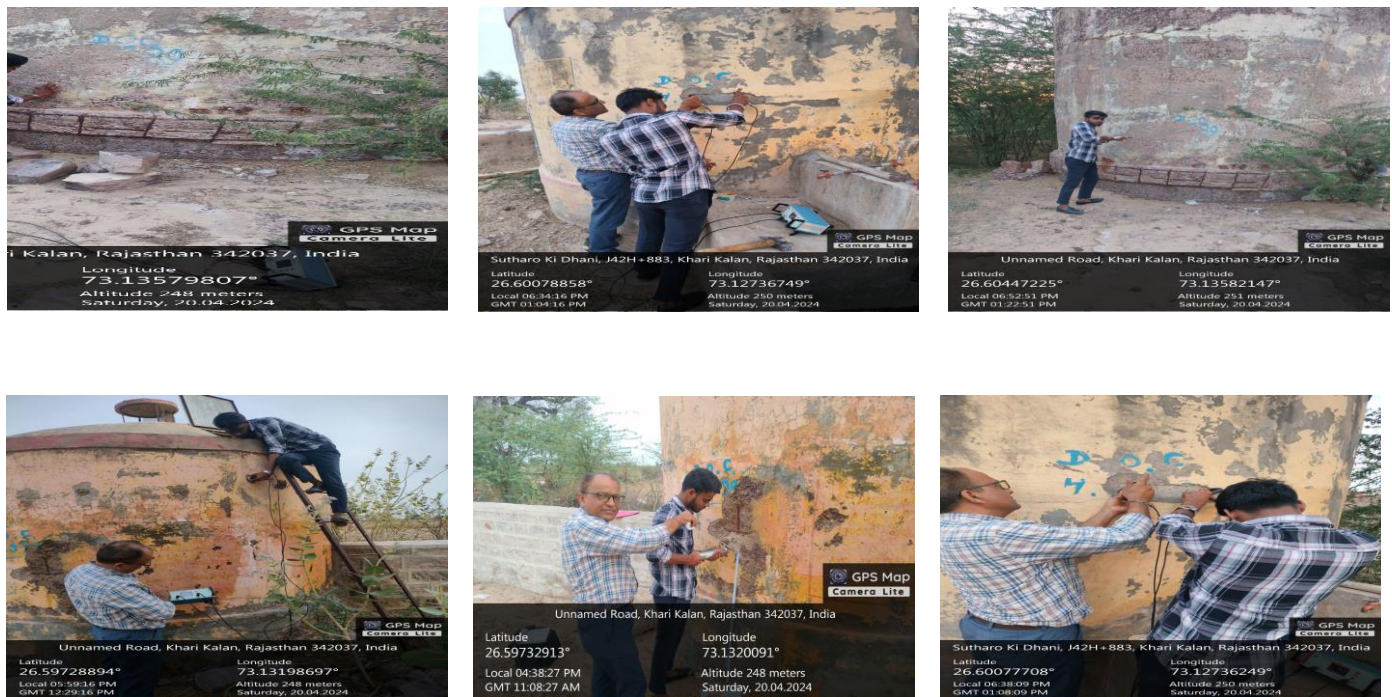 GPS Map
Camera Lite
ri Kalan, Rajasthan 342037, India
Longitude
73.13579807°
Altitude 248 meters
Saturday, 20.04.2024
D.O.C
4.
GPS Map
Camera Lite
Sutharo Ki Dhani, J42H+883, Khari Kalan, Rajasthan 342037, India
Latitude Longitude
26.60078858° 73.12736749°
Local 06:34:16 PM Altitude 250 meters
GMT 01:04:16 PM Saturday, 20.04.2024
GPS Map
Camera Lite
Unnamed Road, Khari Kalan, Rajasthan 342037, India
Latitude Longitude
26.60447225° 73.13582147°
Local 06:52:51 PM Altitude 251 meters
GMT 01:22:51 PM Saturday, 20.04.2024
GPS Map
Camera Lite
Unnamed Road, Khari Kalan, Rajasthan 342037, India
Latitude Longitude
26.59728894° 73.13198697°
Local 05:59:16 PM Altitude 248 meters
GMT 12:29:16 PM Saturday, 20.04.2024
GPS Map
Camera Lite
Unnamed Road, Khari Kalan, Rajasthan 342037, India
Latitude Longitude
26.59732913° 73.1320091°
Local 04:38:27 PM Altitude 248 meters
GMT 11:08:27 AM Saturday, 20.04.2024
D.O.C
4.
GPS Map
Camera Lite
Sutharo Ki Dhani, J42H+883, Khari Kalan, Rajasthan 342037, India
Latitude Longitude
26.60077708° 73.12736249°
Local 06:38:09 PM Altitude 250 meters
GMT 01:08:09 PM Saturday, 20.04.2024